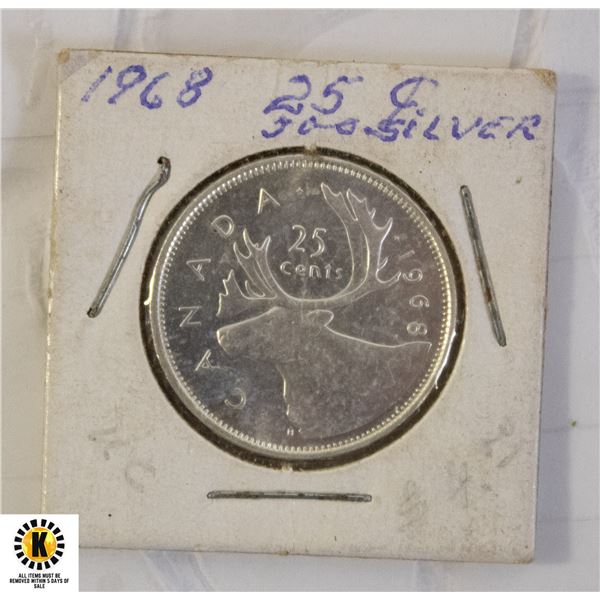 1968 25 ¢
500 SILVER
CANADA
25
cents
1968
H
K
ALL ITEMS MUST BE
REMOVED WITHIN 5 DAYS OF
SALE